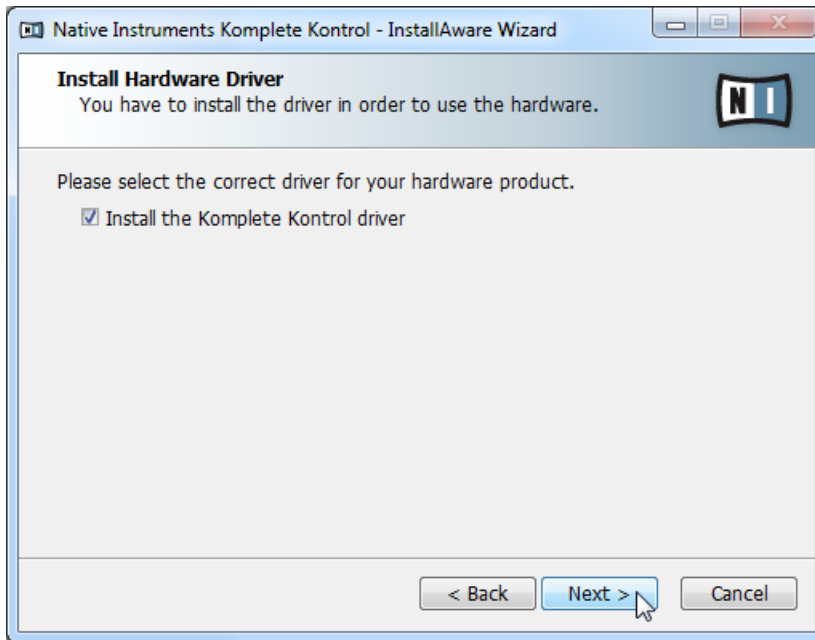 Native Instruments Komplete Kontrol - InstallAware Wizard
Install Hardware Driver
You have to install the driver in order to use the hardware.
N I
Please select the correct driver for your hardware product.
Install the Komplete Kontrol driver
< Back Next > Cancel